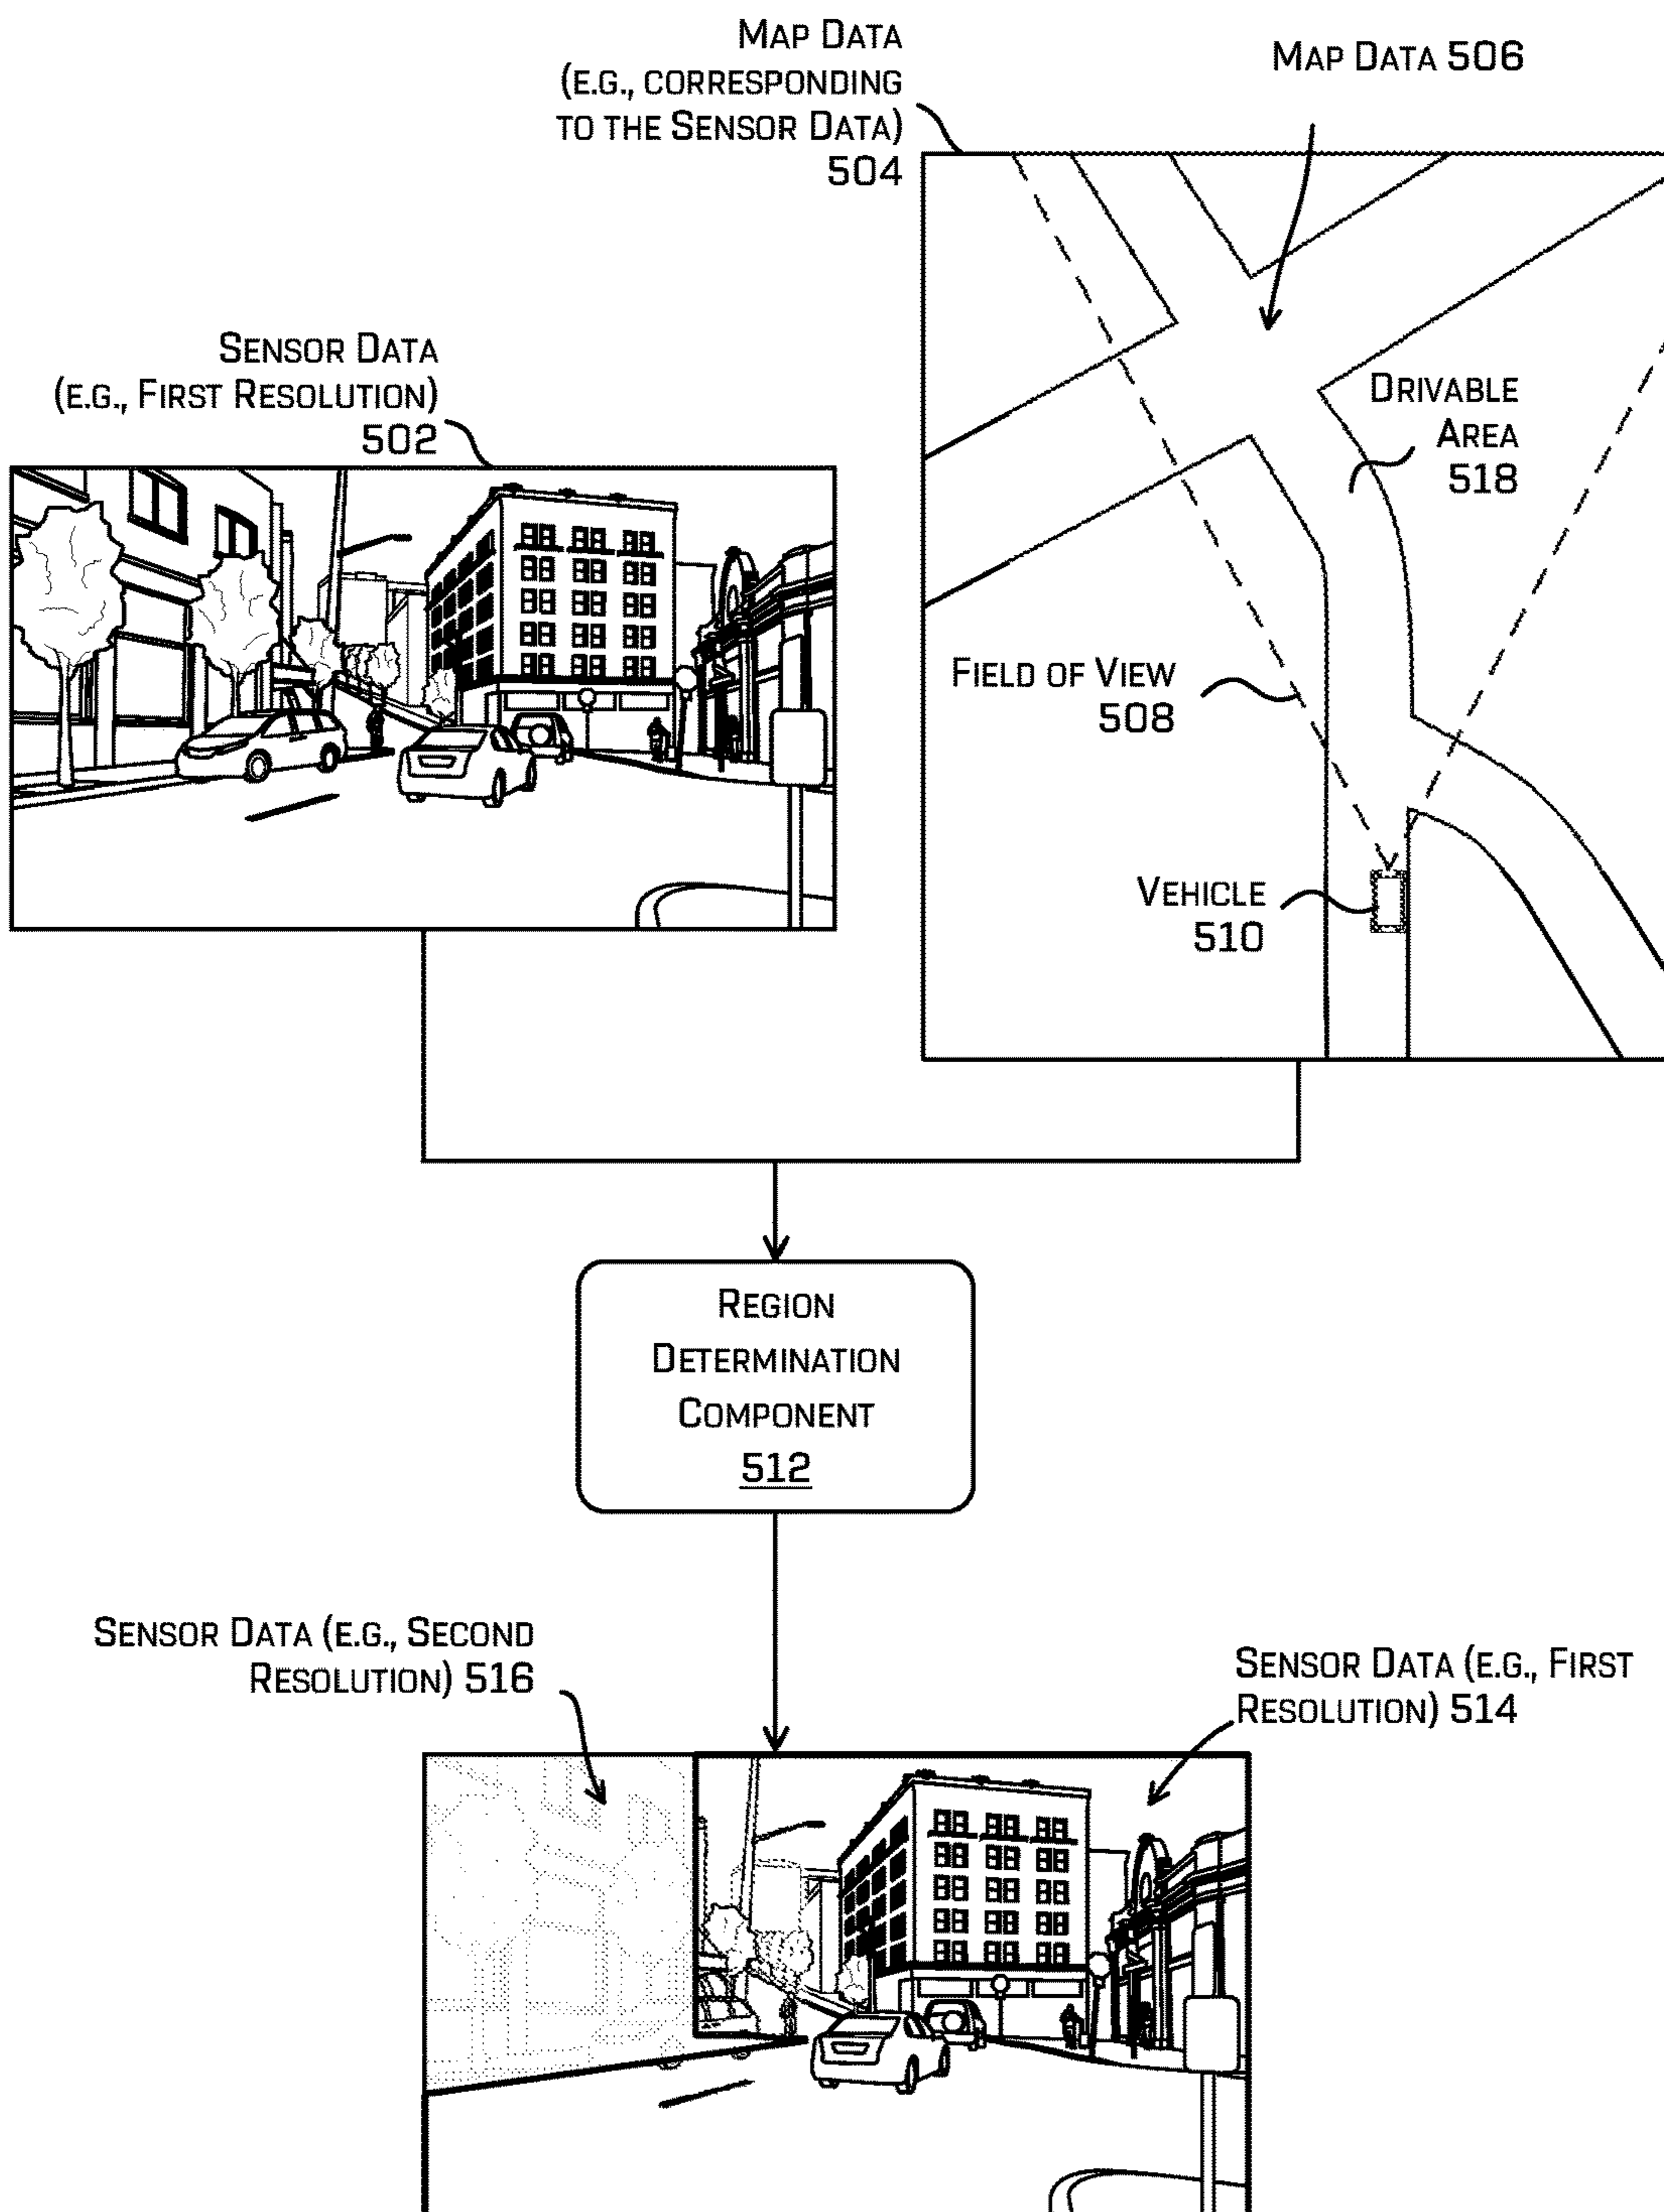 Map Data
(e.g., corresponding
to the Sensor Data)
504
Map Data 506
Sensor Data
(e.g., First Resolution)
502
Drivable
Area
518
Field of View
508
Vehicle
510
Region
Determination
Component
512
Sensor Data (e.g., Second
Resolution) 516
Sensor Data (e.g., First
Resolution) 514